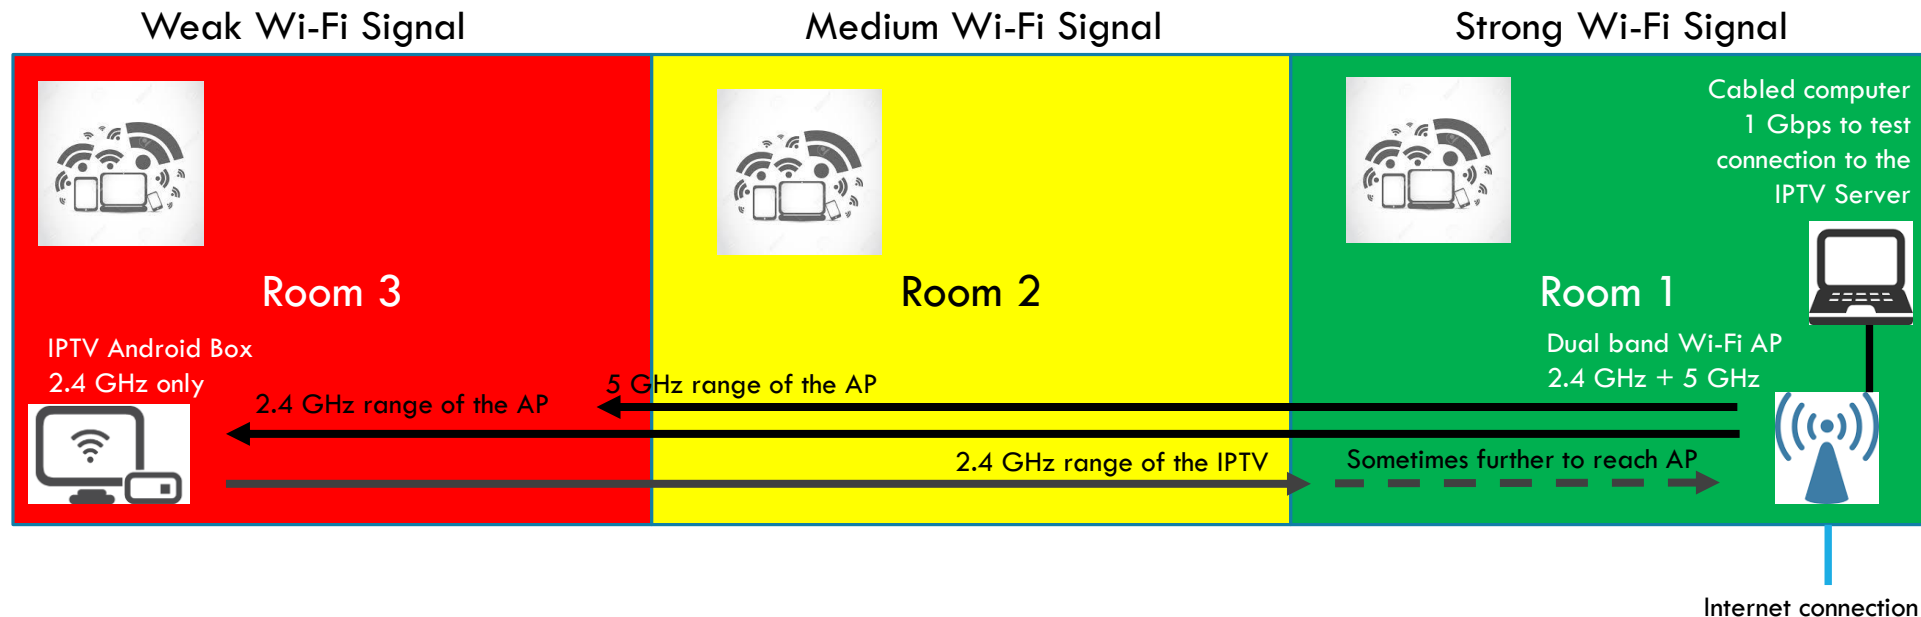 Weak Wi-Fi Signal
Medium Wi-Fi Signal
Strong Wi-Fi Signal
Cabled computer
1 Gbps to test
connection to the
IPTV Server
Room 3
Room 2
Room 1
IPTV Android Box
2.4 GHz only
Dual band Wi-Fi AP
2.4 GHz + 5 GHz
5 GHz range of the AP
2.4 GHz range of the AP
2.4 GHz range of the IPTV
Sometimes further to reach AP
Internet connection